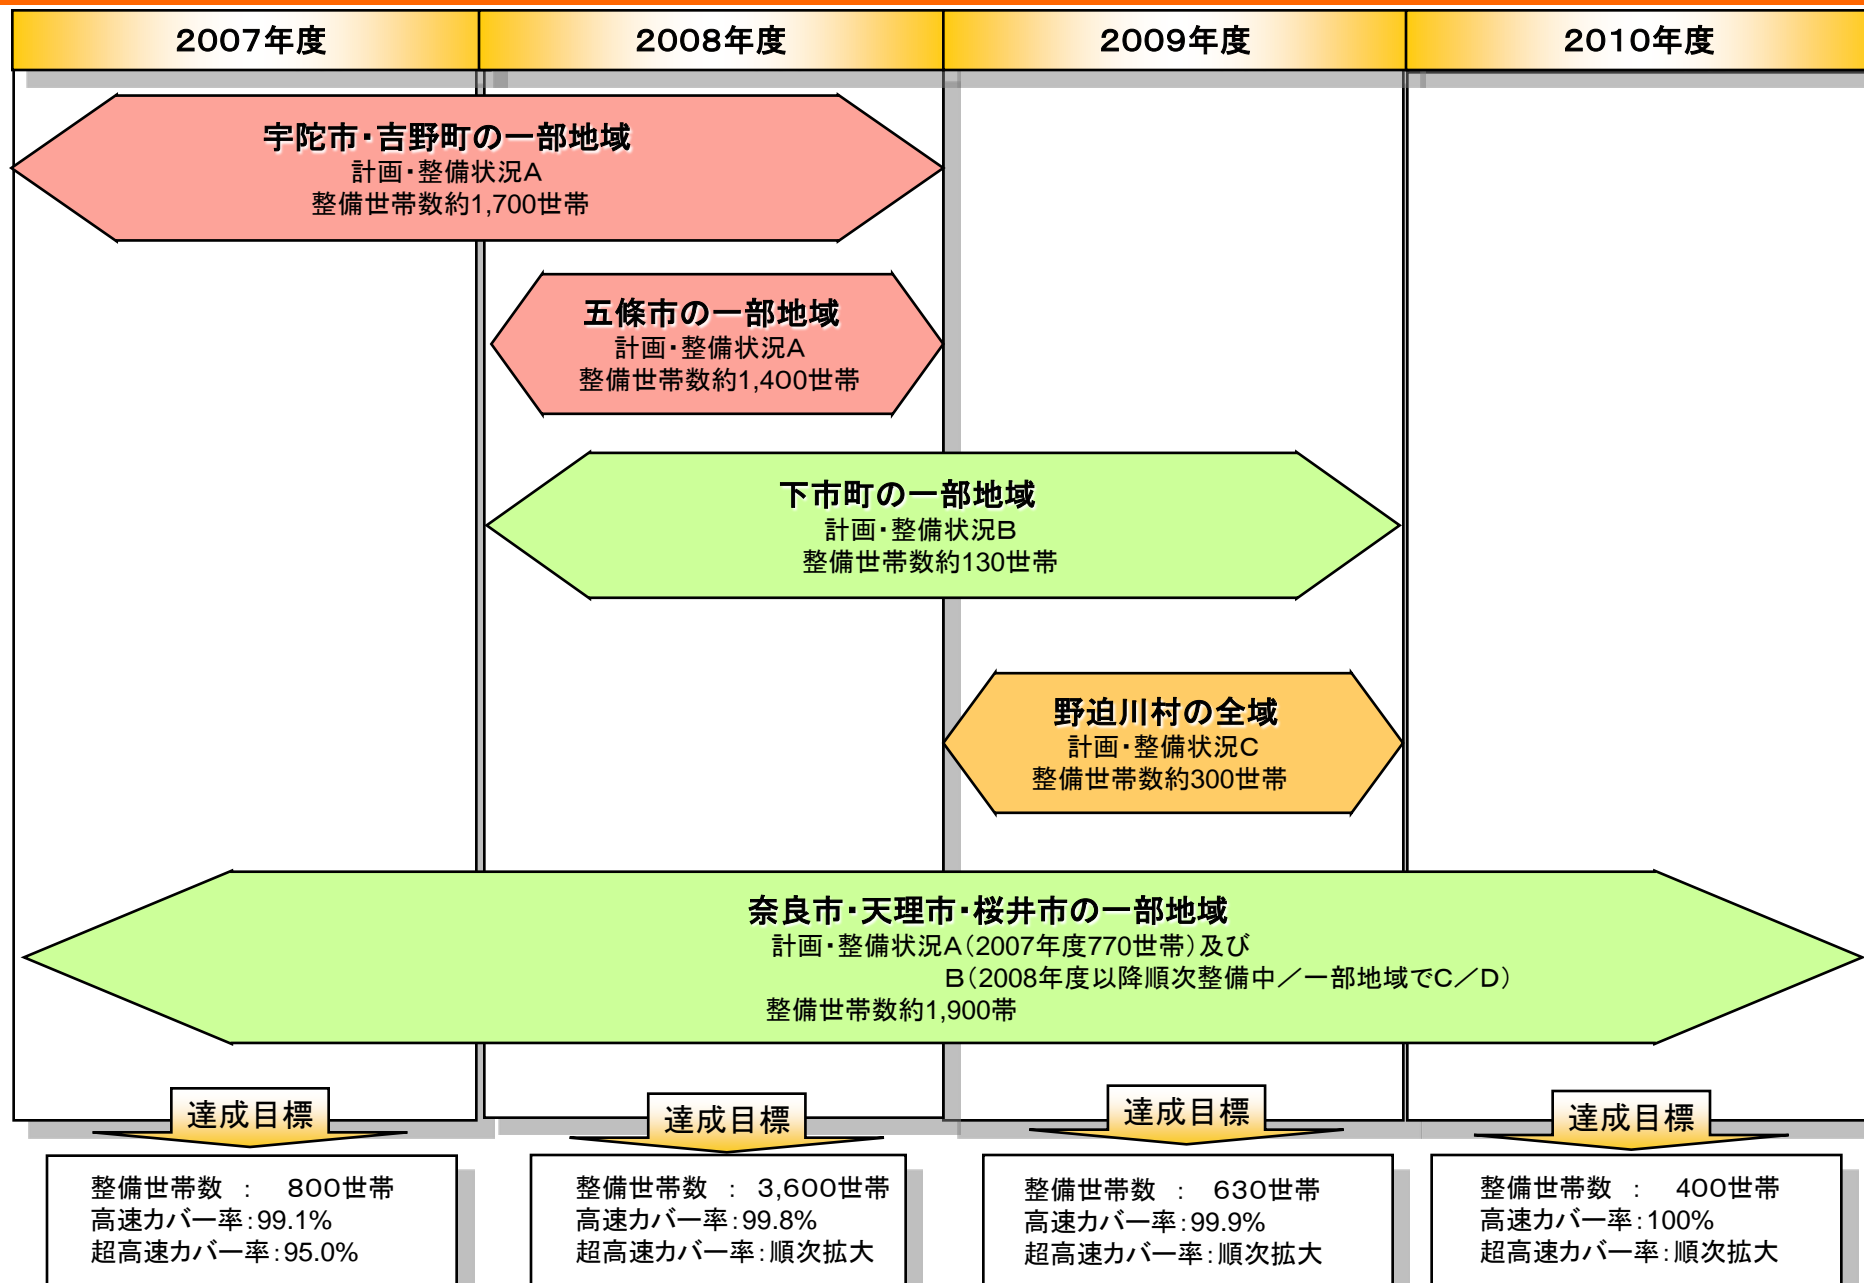 2007年度
2008年度
2009年度
2010年度
宇陀市・吉野町の一部地域
計画・整備状況A
整備世帯数約1,700世帯
五條市の一部地域
計画・整備状況A
整備世帯数約1,400世帯
下市町の一部地域
計画・整備状況B
整備世帯数約130世帯
野迫川村の全域
計画・整備状況C
整備世帯数約300世帯
奈良市・天理市・桜井市の一部地域
計画・整備状況A（2007年度770世帯）及び
B（2008年度以降順次整備中／一部地域でC／D）
整備世帯数約1,900帯
達成目標
整備世帯数 ： 800世帯
高速カバー率：99.1%
超高速カバー率：95.0%
達成目標
整備世帯数 ： 3,600世帯
高速カバー率：99.8%
超高速カバー率：順次拡大
達成目標
整備世帯数 ： 630世帯
高速カバー率：99.9%
超高速カバー率：順次拡大
達成目標
整備世帯数 ： 400世帯
高速カバー率：100%
超高速カバー率：順次拡大